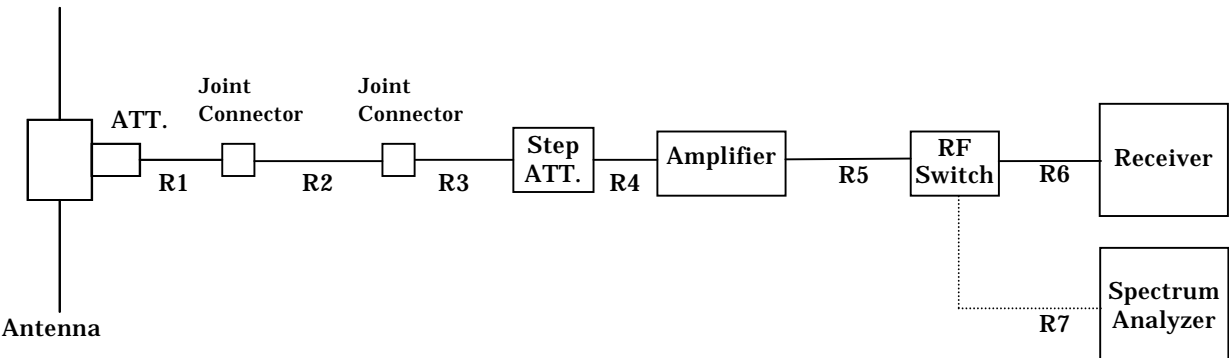 Joint
Connector
Joint
Connector
ATT.
Step
ATT.
Amplifier
RF
Switch
Receiver
R1
R2
R3
R4
R5
R6
Spectrum
Analyzer
R7
Antenna